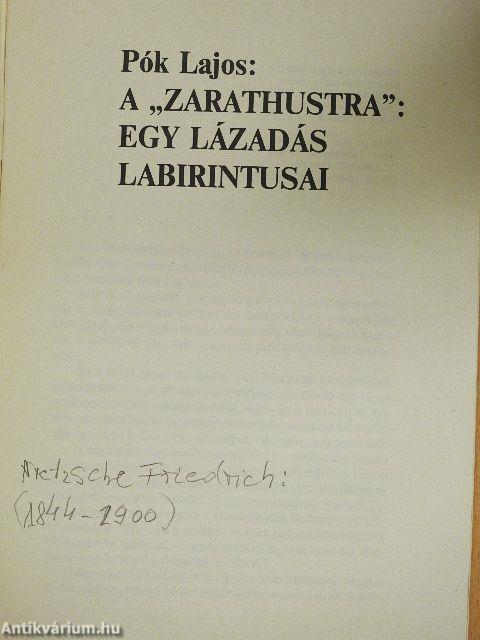 Pók Lajos:
A „ZARATHUSTRA”:
EGY LÁZADÁS
LABIRINTUSAI
Nietzsche Friedrich:
(1844-1900)
Antikvárium.hu